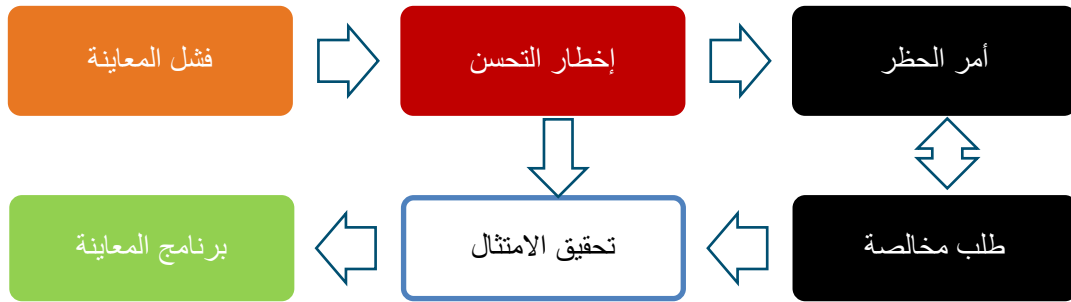 فشل المعاينة
إخطار التحسن
أمر الحظر
طلب مخالصة
تحقيق الامتثال
برنامج المعاينة